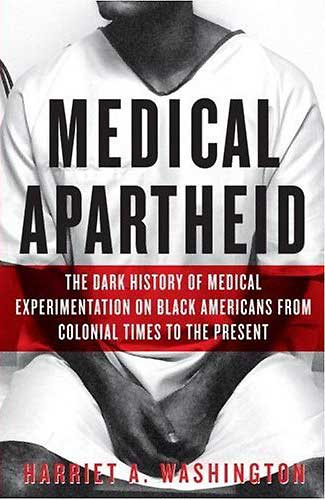 MEDICAL
APARTHEID
THE DARK HISTORY OF MEDICAL
EXPERIMENTATION ON BLACK AMERICANS FROM
COLONIAL TIMES TO THE PRESENT
HARRIET A. WASHINGTON